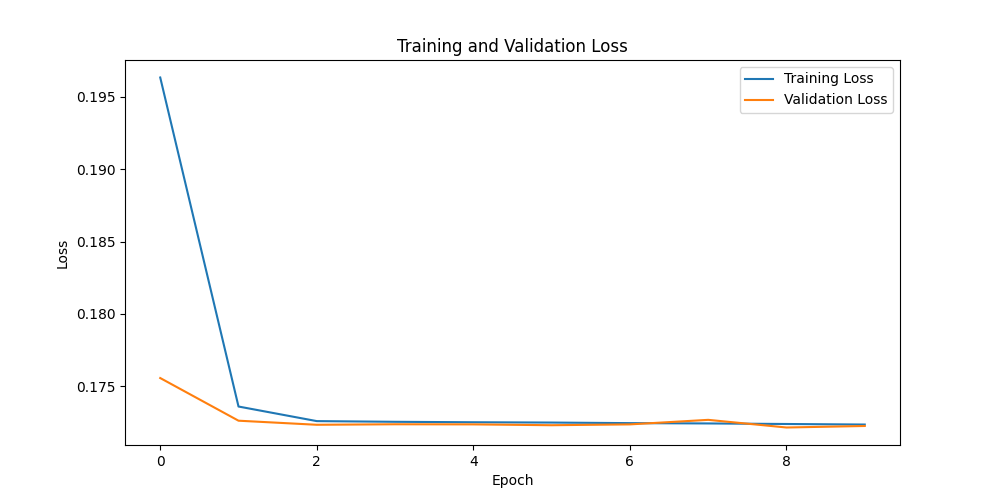 Training and Validation Loss
Training Loss
Validation Loss
0.195
0.190
0.185
0.180
0.175
Loss
0 2 4 6 8
Epoch